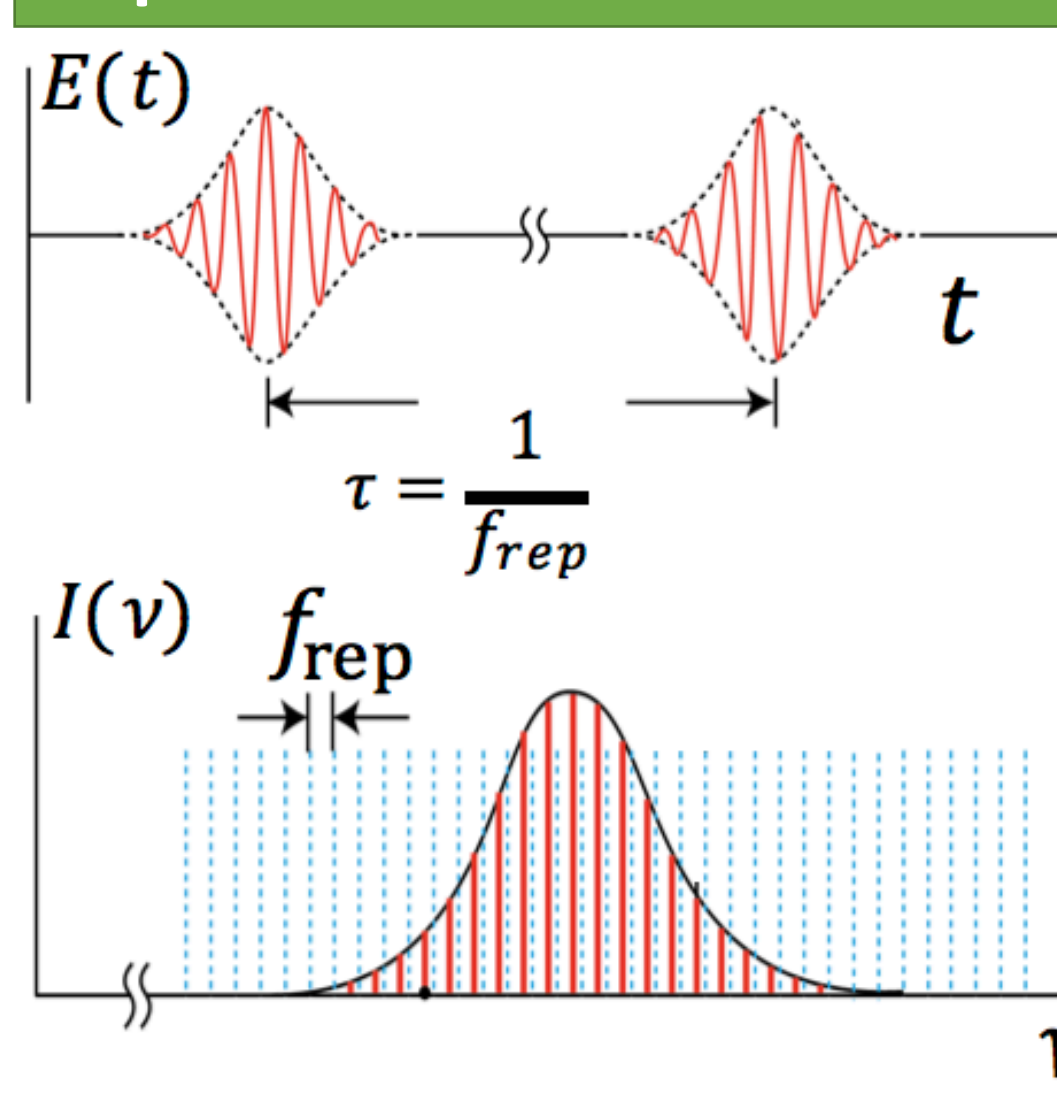 E(t)
t
τ = 1
f_rep
I(ν)
f_rep